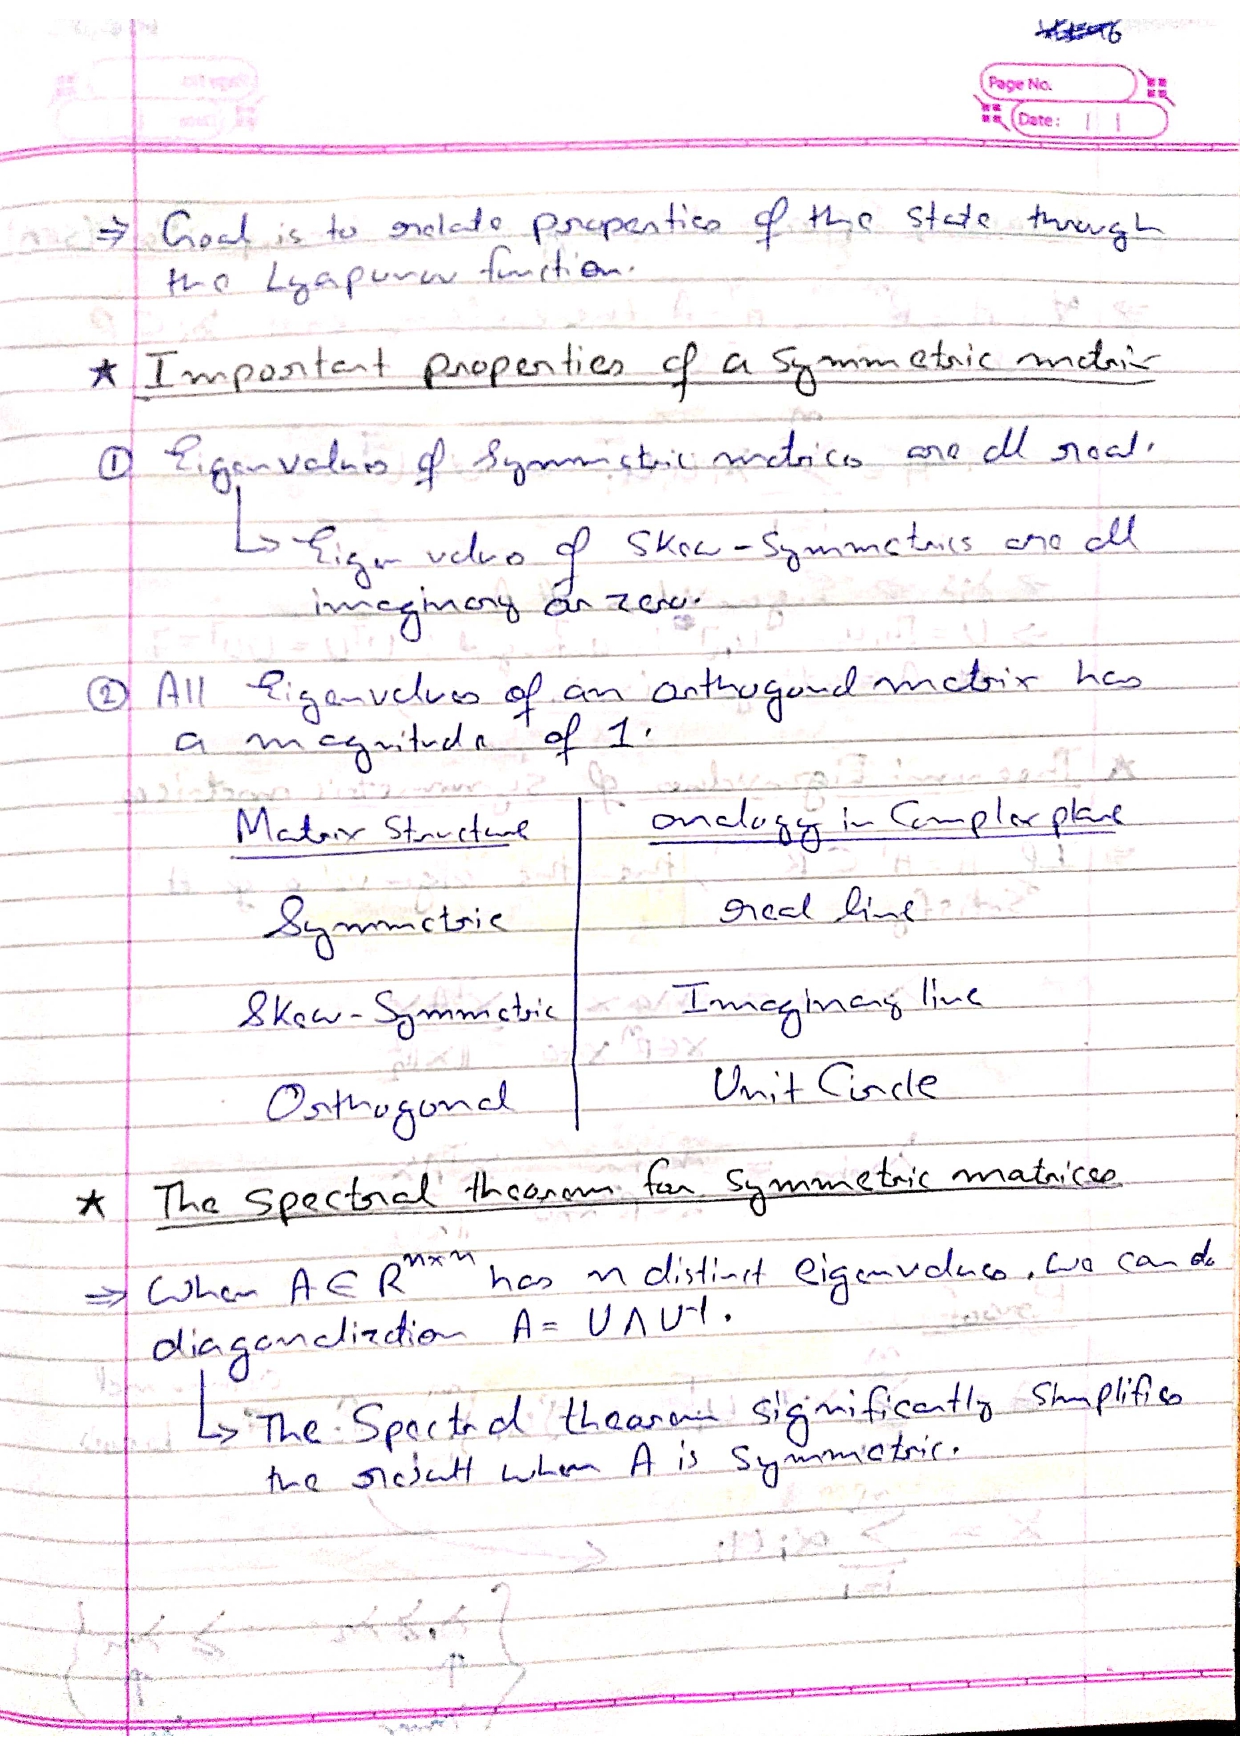 Page No.
Date:
⇒ Goal is to relate properties of the state through
the Lyapunov function.
★ Important properties of a symmetric matrix
① Eigenvalues of symmetric matrices are all real.
↳ Eigen values of Skew-Symmetrics are all
imaginary or zero.
② All Eigenvalues of an orthogonal matrix has
a magnitude of 1.
Matrix Structure | analogy in Complex plane
Symmetric | real line
Skew-Symmetric | Imaginary line
Orthogonal | Unit Circle
★ The spectral theorem for symmetric matrices
⇒ When A ∈ R^{n×n} has n distinct eigenvalues, we can do
diagonalization A = UΛU⁻¹.
↳ The Spectral theorem significantly simplifies
the result when A is symmetric.